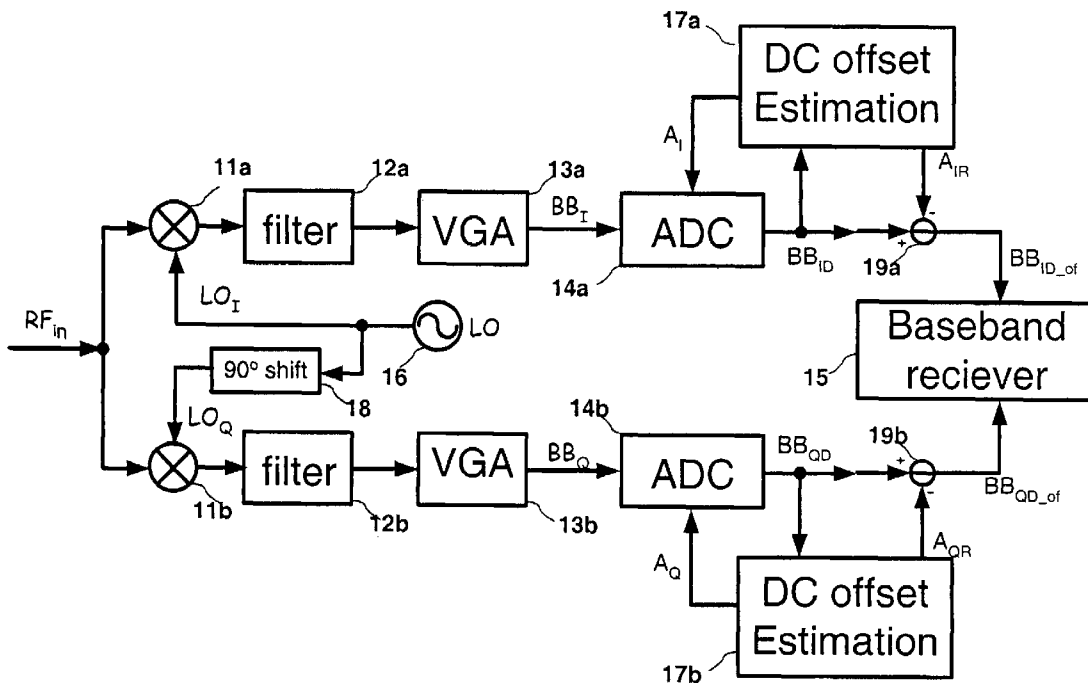 17a
DC offset
Estimation
A_I
A_IR
11a
12a
13a
filter
VGA
BB_I
ADC
14a
BB_ID
+
-
19a
BB_ID_of
LO_I
LO
16
RF_in
90° shift
18
LO_Q
15
Baseband
reciever
14b
11b
filter
12b
VGA
13b
BB_Q
ADC
BB_QD
+
-
19b
BB_QD_of
A_Q
A_QR
DC offset
Estimation
17b